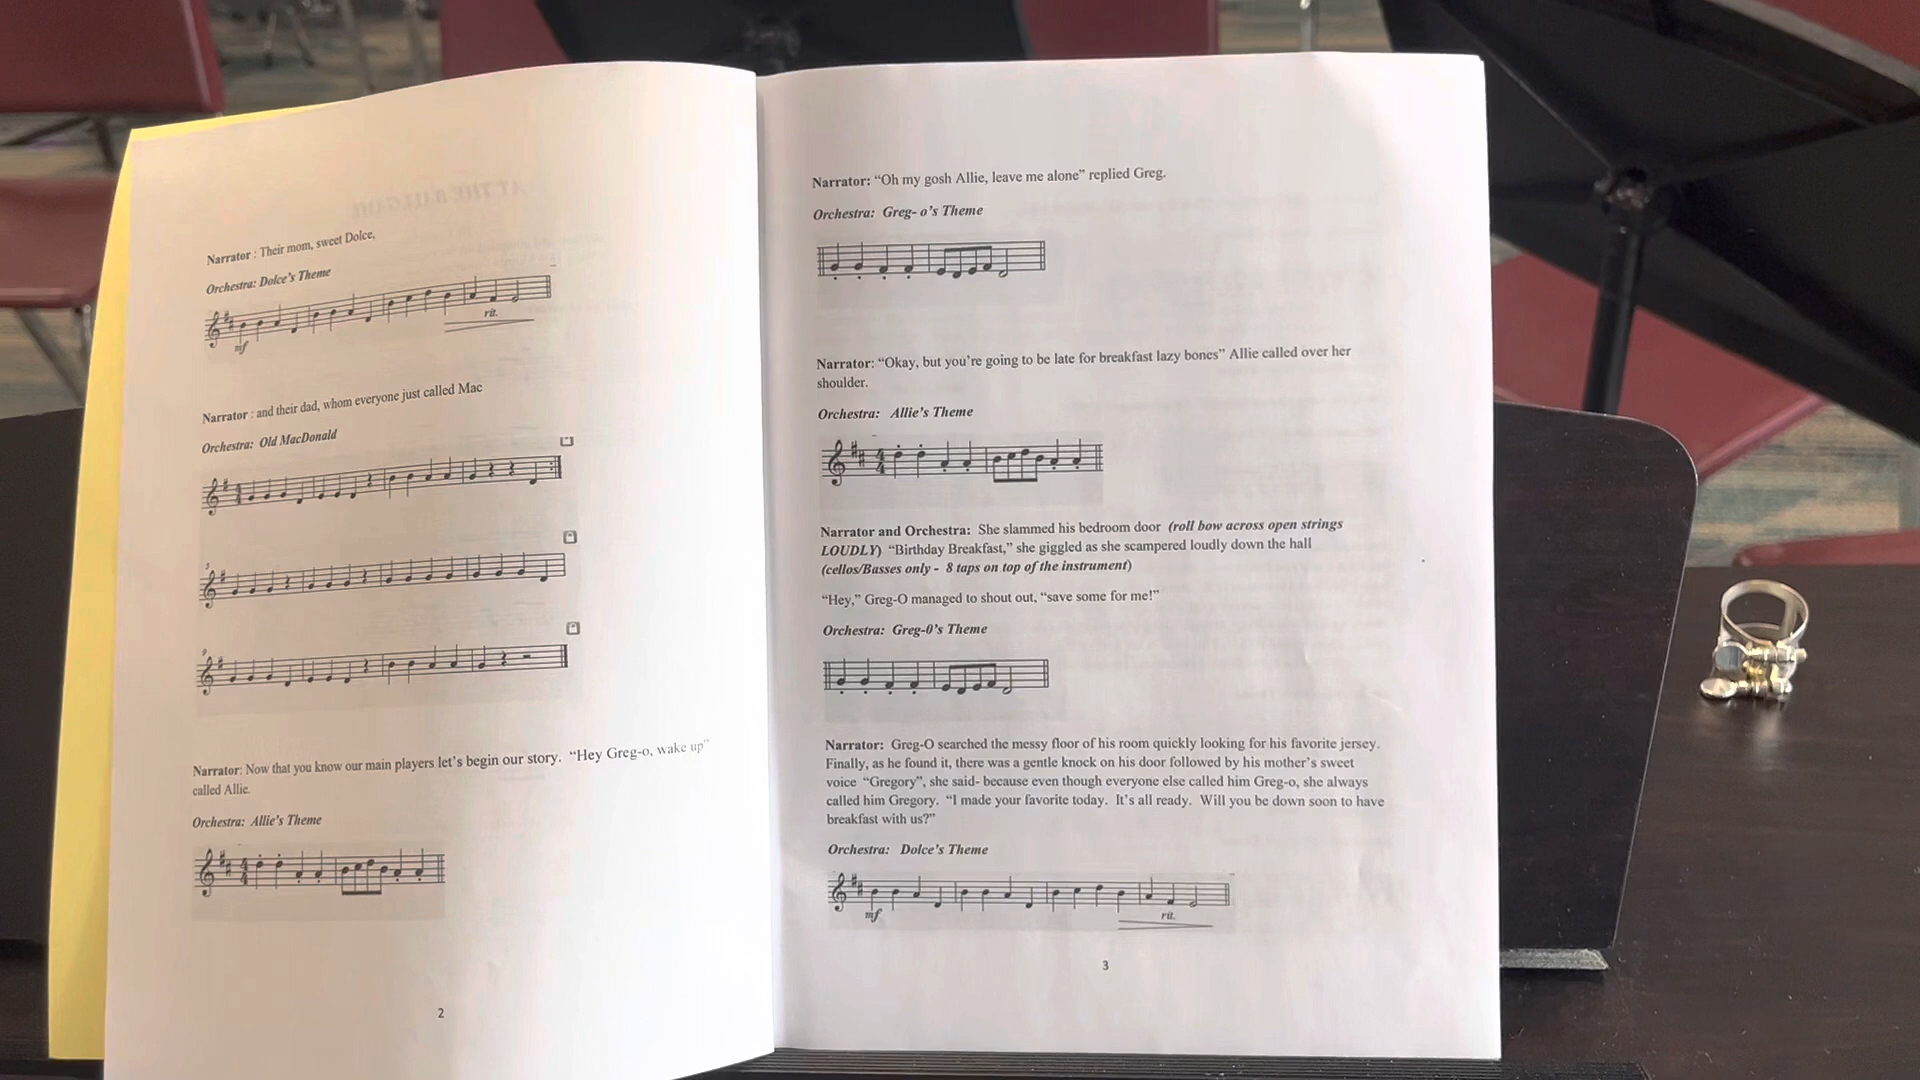 Narrator : Their mom, sweet Dolce,
Orchestra: Dolce's Theme
mf
rit.
Narrator : and their dad, whom everyone just called Mac
Orchestra: Old MacDonald
4
4
5
9
Narrator: Now that you know our main players let's begin our story. “Hey Greg-o, wake up”
called Allie.
Orchestra: Allie's Theme
4
4
2
Narrator: “Oh my gosh Allie, leave me alone” replied Greg.
Orchestra: Greg- o's Theme
Narrator: “Okay, but you're going to be late for breakfast lazy bones” Allie called over her
shoulder.
Orchestra: Allie's Theme
4
4
Narrator and Orchestra: She slammed his bedroom door (roll bow across open strings
LOUDLY) “Birthday Breakfast,” she giggled as she scampered loudly down the hall
(cellos/Basses only - 8 taps on top of the instrument)
“Hey,” Greg-O managed to shout out, “save some for me!”
Orchestra: Greg-0's Theme
Narrator: Greg-O searched the messy floor of his room quickly looking for his favorite jersey.
Finally, as he found it, there was a gentle knock on his door followed by his mother's sweet
voice “Gregory”, she said- because even though everyone else called him Greg-o, she always
called him Gregory. “I made your favorite today. It's all ready. Will you be down soon to have
breakfast with us?”
Orchestra: Dolce's Theme
mf
rit.
3